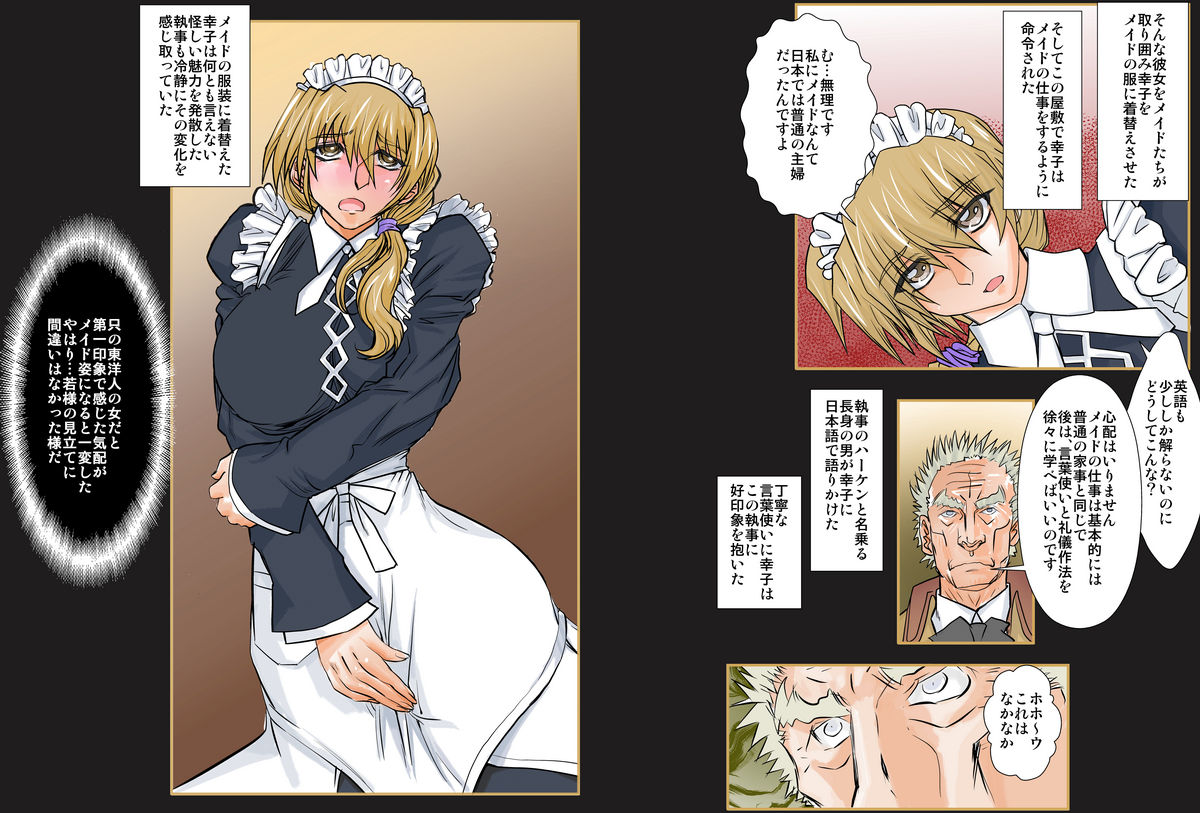 そんな彼女をメイドたちが
取り囲み幸子を
メイドの服に着替えさせた
そしてこの屋敷で幸子は
メイドの仕事をするように
命令された
む…無理です
私にメイドなんて
日本では普通の主婦
だったんですよ
英語も
少ししか解らないのに
どうしてこんな?
心配はいりません
メイドの仕事は基本的には
普通の家事と同じで
後は、言葉使いと礼儀作法を
徐々に学べばいいのです
執事のハーケンと名乗る
長身の男が幸子に
日本語で語りかけた
丁寧な
言葉使いに幸子は
この執事に
好印象を抱いた
ホホ~ウ
これは
なかなか
メイドの服装に着替えた
幸子は何とも言えない
怪しい魅力を発散した
執事も冷静にその変化を
感じ取っていた
只の東洋人の女だと
第一印象で感じた気配が
メイド姿になると一変した
やはり…若様の見立てに
間違いはなかった様だ